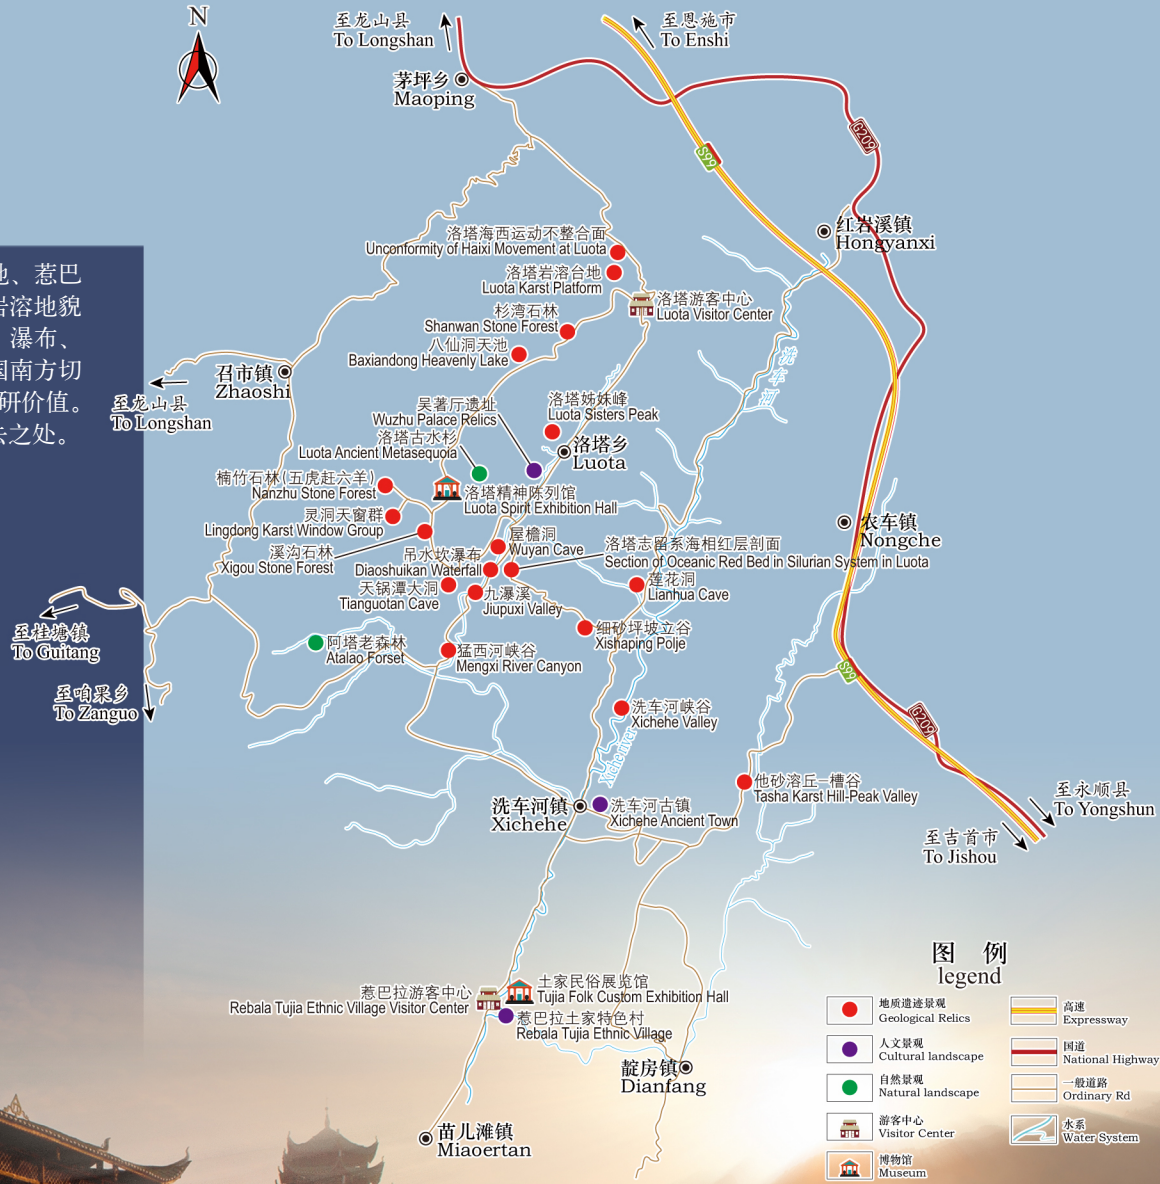 N
至龙山县
To Longshan
至恩施市
To Enshi
茅坪乡
Maoping
G209
S99
红岩溪镇
Hongyanxi
洛塔海西运动不整合面
Unconformity of Haixi Movement at Luota
洛塔岩溶台地
Luota Karst Platform
洛塔游客中心
Luota Visitor Center
杉湾石林
Shanwan Stone Forest
八仙洞天池
Baxiandong Heavenly Lake
洗车河
地、惹巴
岩溶地貌
、瀑布、
国南方切
研价值。
去之处。
召市镇
Zhaoshi
至龙山县
To Longshan
吴著厅遗址
Wuzhu Palace Relics
洛塔姊妹峰
Luota Sisters Peak
洛塔古水杉
Luota Ancient Metasequoia
洛塔乡
Luota
楠竹石林(五虎赶六羊)
Nanzhu Stone Forest
洛塔精神陈列馆
Luota Spirit Exhibition Hall
灵洞天窗群
Lingdong Karst Window Group
农车镇
Nongche
溪沟石林
Xigou Stone Forest
屋檐洞
Wuyan Cave
吊水坎瀑布
Diaoshuikan Waterfall
洛塔志留系海相红层剖面
Section of Oceanic Red Bed in Silurian System in Luota
天锅潭大洞
Tianguotan Cave
九瀑溪
Jiupuxi Valley
莲花洞
Lianhua Cave
至桂塘镇
To Guitang
阿塔老森林
Atalao Forset
猛西河峡谷
Mengxi River Canyon
细砂坪坡立谷
Xishaping Polje
至咱果乡
To Zanguo
S99
G209
洗车河峡谷
Xichehe Valley
Xicheriver
他砂溶丘—槽谷
Tasha Karst Hill-Peak Valley
至永顺县
To Yongshun
至吉首市
To Jishou
洗车河镇
Xichehe
洗车河古镇
Xichehe Ancient Town
惹巴拉游客中心
Rebala Tujia Ethnic Village Visitor Center
土家民俗展览馆
Tujia Folk Custom Exhibition Hall
惹巴拉土家特色村
Rebala Tujia Ethnic Village
靛房镇
Dianfang
苗儿滩镇
Miaoertan
图 例
legend
地质遗迹景观
Geological Relics
高速
Expressway
人文景观
Cultural landscape
国道
National Highway
自然景观
Natural landscape
一般道路
Ordinary Rd
游客中心
Visitor Center
水系
Water System
博物馆
Museum